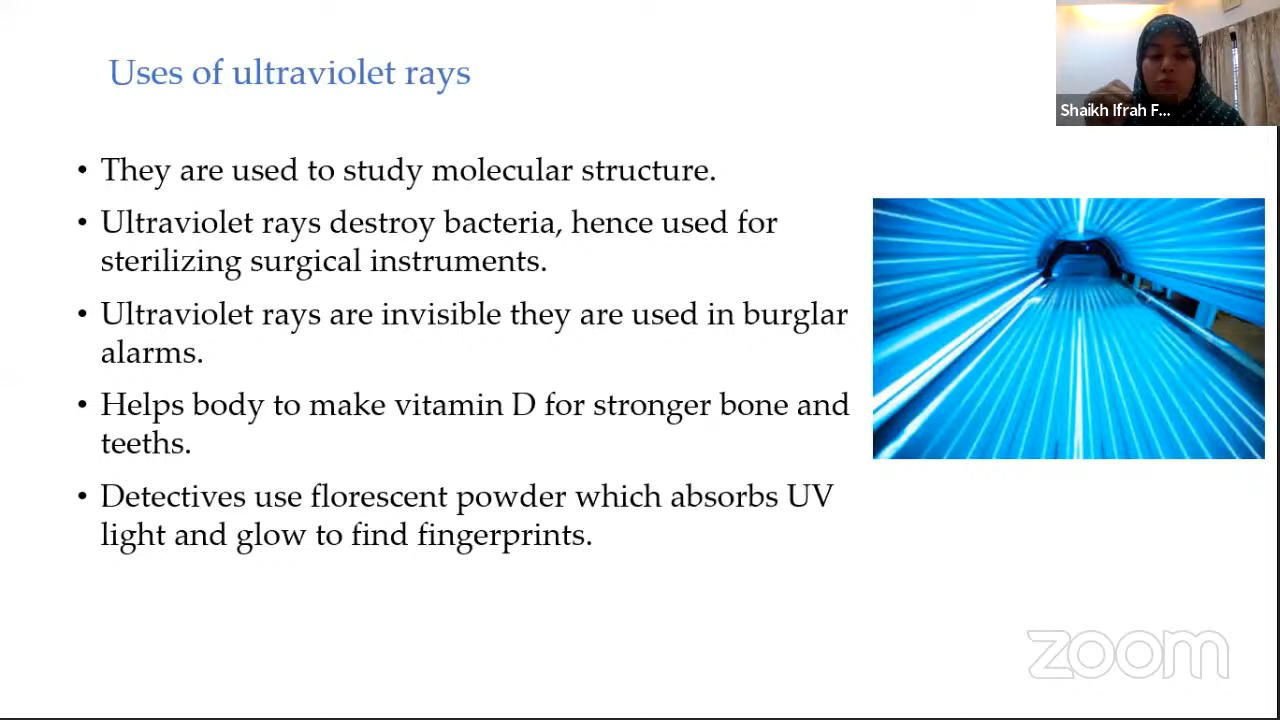 Uses of ultraviolet rays
Shaikh Ifrah F...
• They are used to study molecular structure.
• Ultraviolet rays destroy bacteria, hence used for
sterilizing surgical instruments.
• Ultraviolet rays are invisible they are used in burglar
alarms.
• Helps body to make vitamin D for stronger bone and
teeths.
• Detectives use florescent powder which absorbs UV
light and glow to find fingerprints.
zoom